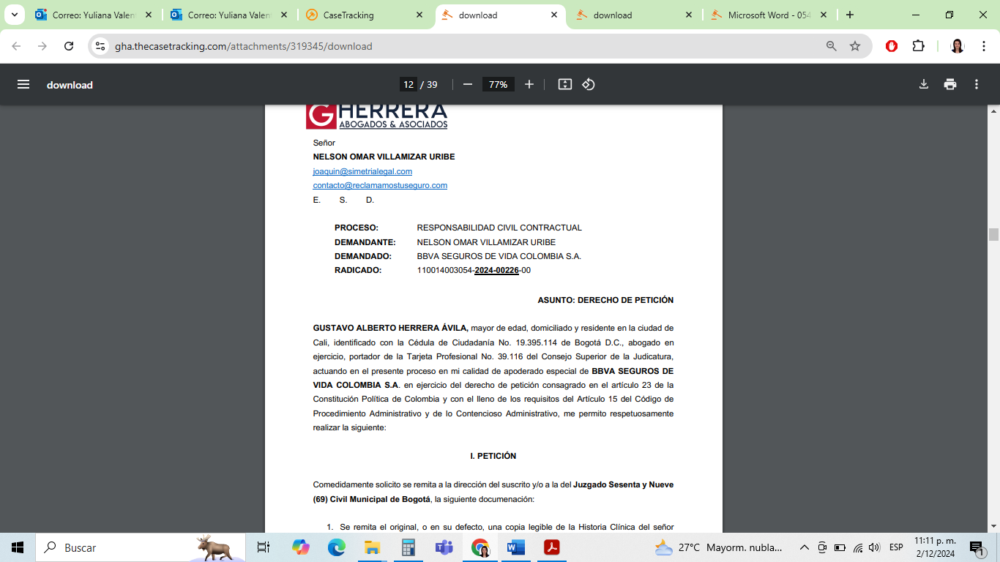 Correo: Yuliana Valen
Correo: Yuliana Valen
CaseTracking
download
download
Microsoft Word - 054
gha.thecasetracking.com/attachments/319345/download
download
12 / 39
77%
G HERRERA
ABOGADOS & ASOCIADOS
Señor
NELSON OMAR VILLAMIZAR URIBE
joaquin@simetrialegal.com
contacto@reclamamostuseguro.com
E. S. D.
PROCESO: RESPONSABILIDAD CIVIL CONTRACTUAL
DEMANDANTE: NELSON OMAR VILLAMIZAR URIBE
DEMANDADO: BBVA SEGUROS DE VIDA COLOMBIA S.A.
RADICADO: 110014003054-2024-00226-00
ASUNTO: DERECHO DE PETICIÓN
GUSTAVO ALBERTO HERRERA ÁVILA, mayor de edad, domiciliado y residente en la ciudad de
Cali, identificado con la Cédula de Ciudadanía No. 19.395.114 de Bogotá D.C., abogado en
ejercicio, portador de la Tarjeta Profesional No. 39.116 del Consejo Superior de la Judicatura,
actuando en el presente proceso en mi calidad de apoderado especial de BBVA SEGUROS DE
VIDA COLOMBIA S.A. en ejercicio del derecho de petición consagrado en el artículo 23 de la
Constitución Política de Colombia y con el lleno de los requisitos del Artículo 15 del Código de
Procedimiento Administrativo y de lo Contencioso Administrativo, me permito respetuosamente
realizar la siguiente:
I. PETICIÓN
Comedidamente solicito se remita a la dirección del suscrito y/o a la del Juzgado Sesenta y Nueve
(69) Civil Municipal de Bogotá, la siguiente documenación:
1. Se remita el original, o en su defecto, una copia legible de la Historia Clínica del señor
Buscar
27°C Mayorm. nubla...
ESP
11:11 p. m.
2/12/2024
1